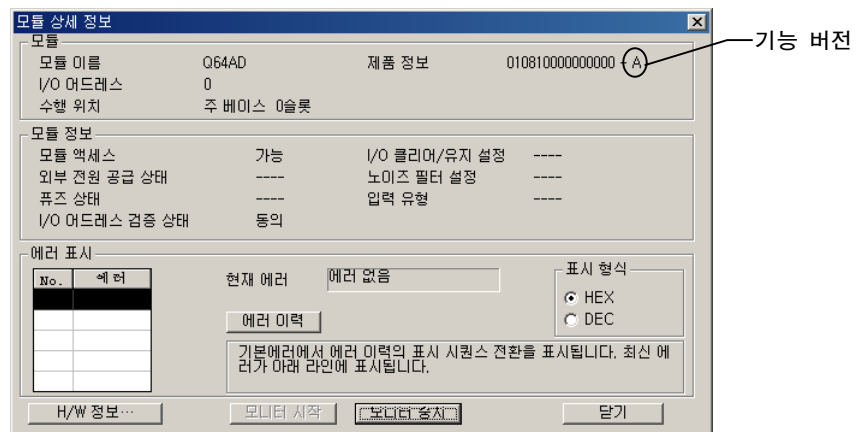 모듈 상세 정보
모듈
모듈 이름 Q64AD 제품 정보 010810000000000 - A 기능 버전
I/O 어드레스 0
수행 위치 주 베이스 0슬롯
모듈 정보
모듈 액세스 가능 I/O 클리어/유지 설정 ----
외부 전원 공급 상태 ---- 노이즈 필터 설정 ----
퓨즈 상태 ---- 입력 유형 ----
I/O 어드레스 검증 상태 동의
에러 표시
No. 에러 현재 에러 에러 없음 표시 형식
HEX
DEC
에러 이력
기본에러에서 에러 이력의 표시 시퀀스 전환을 표시됩니다. 최신 에
러가 아래 라인에 표시됩니다.
H/W 정보… 모니터 시작 모니터 중지 닫기